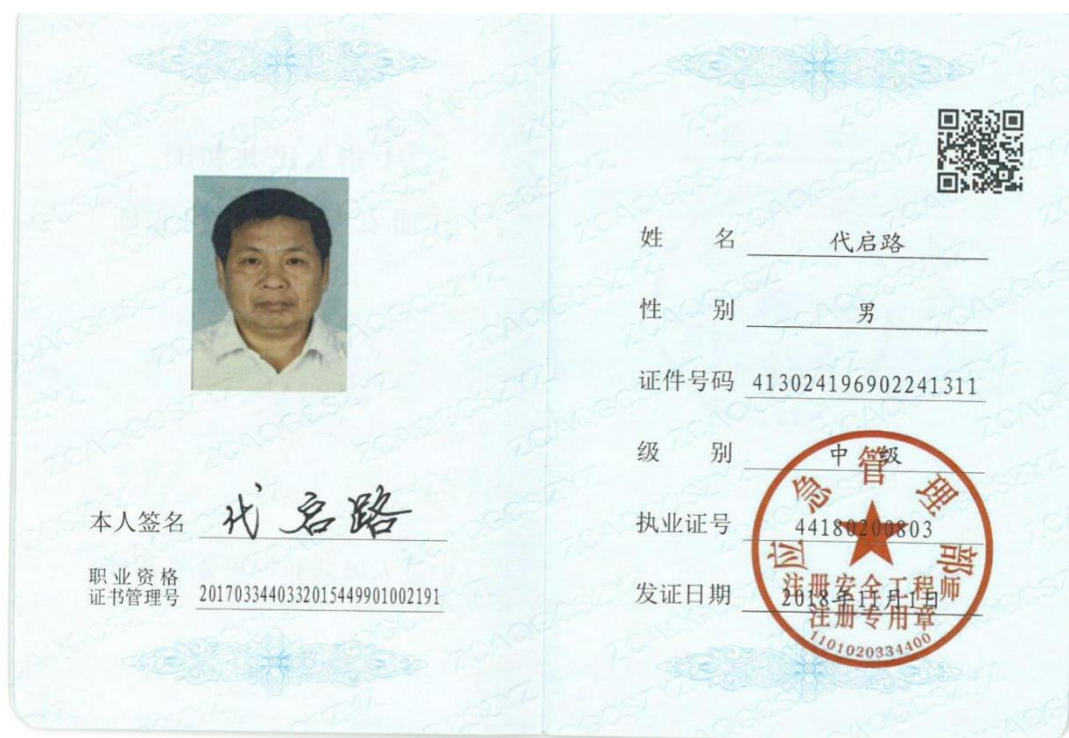 本人签名 代启路
职业资格
证书管理号 2017033440332015449901002191
姓 名 代启路
性 别 男
证件号码 413024196902241311
级 别 中级
执业证号 44180200803
发证日期 2018年11月1日
应急管理部
注册安全工程师
注册专用章
1101020334400